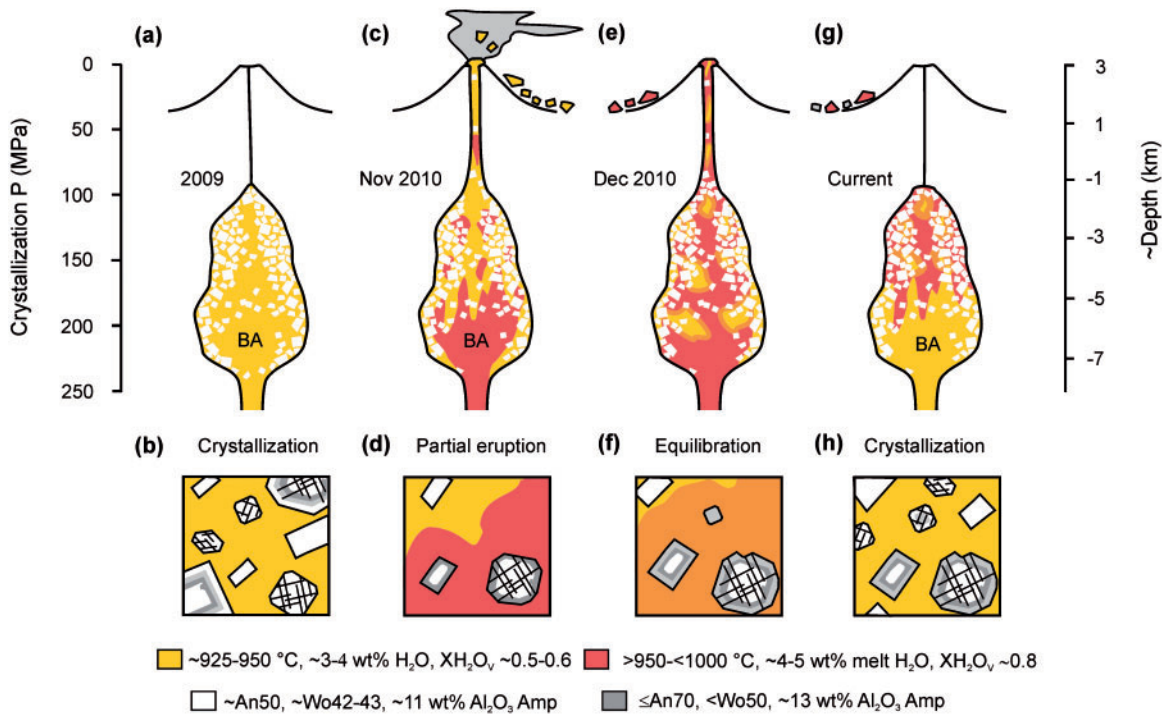 (a)
(c)
(e)
(g)
Crystallization P (MPa)
0
50
100
150
200
250
2009
BA
Nov 2010
BA
Dec 2010
Current
BA
3
1
-1
-3
-5
-7
~Depth (km)
(b) Crystallization
(d) Partial eruption
(f) Equilibration
(h) Crystallization
~925-950 °C, ~3-4 wt% H₂O, XH₂Oᵥ ~0.5-0.6
>950-<1000 °C, ~4-5 wt% melt H₂O, XH₂Oᵥ ~0.8
~An50, ~Wo42-43, ~11 wt% Al₂O₃ Amp
≤An70, <Wo50, ~13 wt% Al₂O₃ Amp